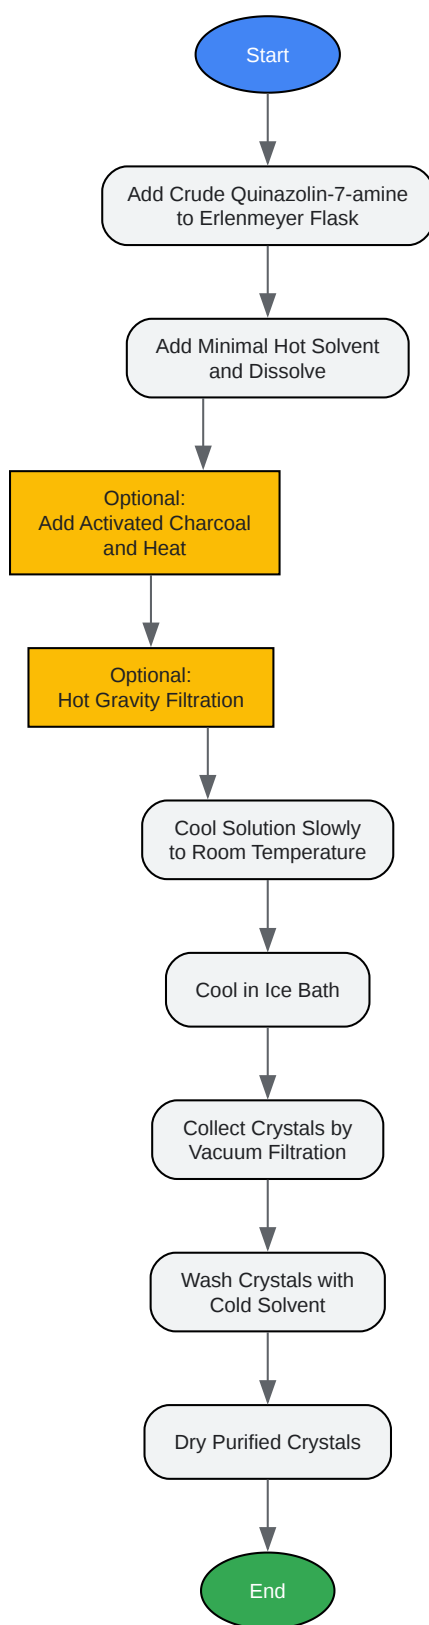 Start
Add Crude Quinazolin-7-amine
to Erlenmeyer Flask
Add Minimal Hot Solvent
and Dissolve
Optional:
Add Activated Charcoal
and Heat
Optional:
Hot Gravity Filtration
Cool Solution Slowly
to Room Temperature
Cool in Ice Bath
Collect Crystals by
Vacuum Filtration
Wash Crystals with
Cold Solvent
Dry Purified Crystals
End